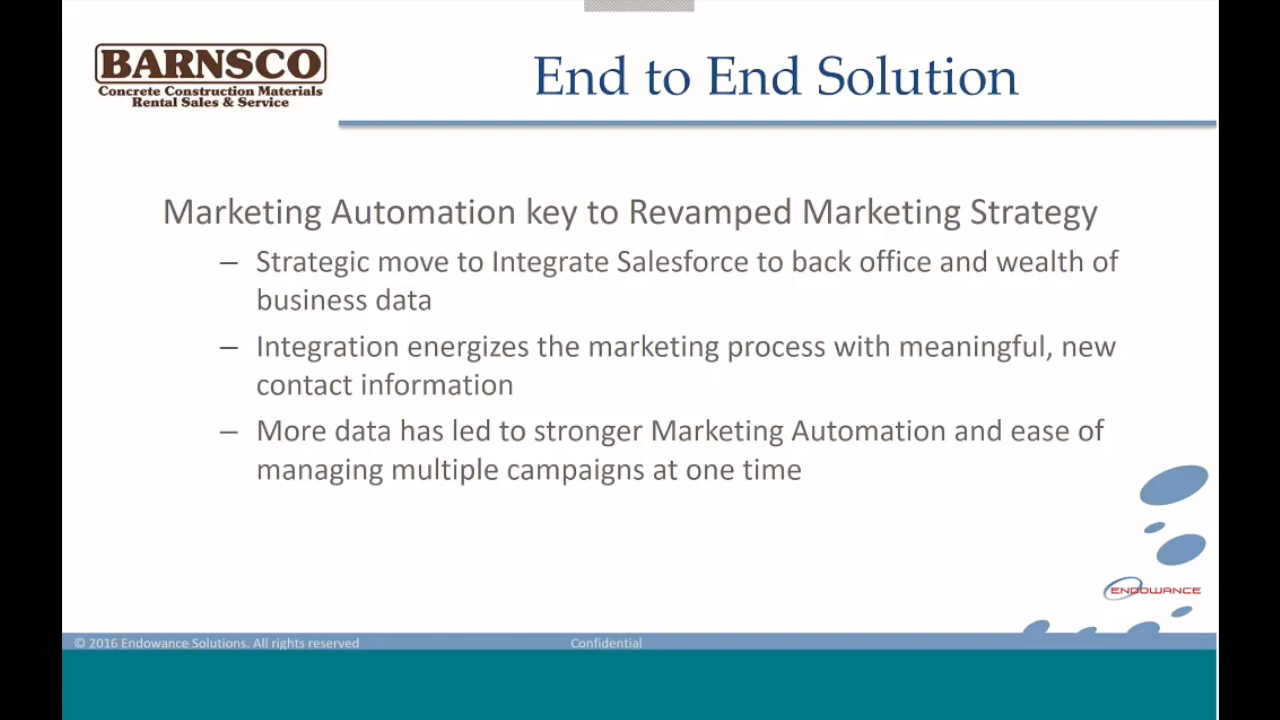 BARNSCO
Concrete Construction Materials
Rental Sales & Service
End to End Solution
Marketing Automation key to Revamped Marketing Strategy
– Strategic move to Integrate Salesforce to back office and wealth of
business data
– Integration energizes the marketing process with meaningful, new
contact information
– More data has led to stronger Marketing Automation and ease of
managing multiple campaigns at one time
ENDOWANCE
© 2016 Endowance Solutions. All rights reserved
Confidential